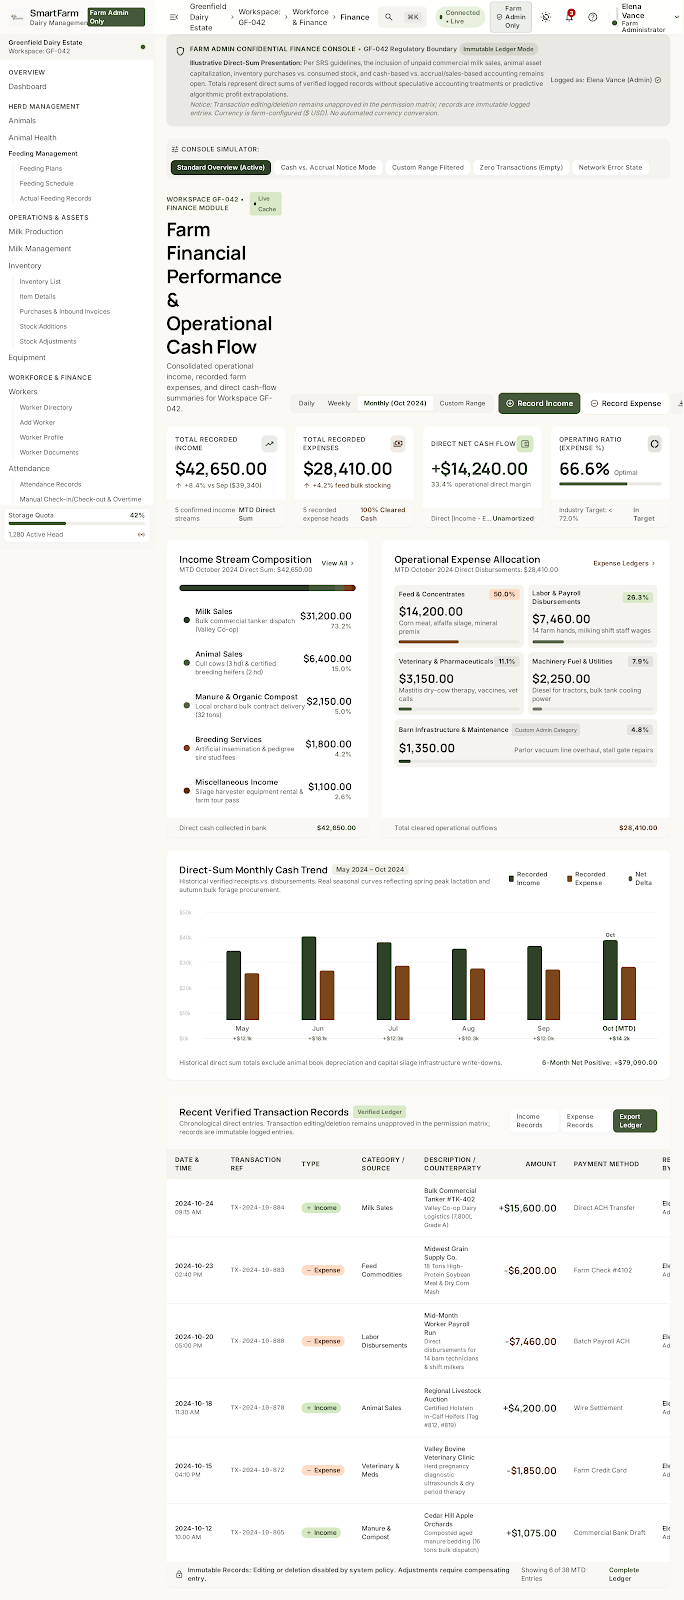 SmartFarm
Dairy Management
Farm Admin Only
Greenfield Dairy Estate
Workspace: GF-042
OVERVIEW
Dashboard
HERD MANAGEMENT
Animals
Animal Health
Feeding Management
Feeding Plans
Feeding Schedule
Actual Feeding Records
OPERATIONS & ASSETS
Milk Production
Milk Management
Inventory
Inventory List
Item Details
Purchases & Inbound Invoices
Stock Additions
Stock Adjustments
Equipment
WORKFORCE & FINANCE
Workers
Worker Directory
Add Worker
Worker Profile
Worker Documents
Attendance
Attendance Records
Manual Check-in/Check-out & Overtime
Storage Quota 42%
1,280 Active Head
Greenfield Dairy Estate > Workspace: GF-042 > Workforce & Finance > Finance
⌘K
Connected • Live
Farm Admin Only
3
Elena Vance
Farm Administrator
FARM ADMIN CONFIDENTIAL FINANCE CONSOLE • GF-042 Regulatory Boundary Immutable Ledger Mode
Illustrative Direct-Sum Presentation: Per SRS guidelines, the inclusion of unpaid commercial milk sales, animal asset
capitalization, inventory purchases vs. consumed stock, and cash-based vs. accrual/sales-based accounting remains
open. Totals represent direct sums of verified logged records without speculative accounting treatments or predictive
algorithmic profit extrapolations.
Notice: Transaction editing/deletion remains unapproved in the permission matrix; records are immutable logged
entries. Currency is farm-configured ($ USD). No automated currency conversion.
Logged as: Elena Vance (Admin)
CONSOLE SIMULATOR:
Standard Overview (Active)
Cash vs. Accrual Notice Mode
Custom Range Filtered
Zero Transactions (Empty)
Network Error State
WORKSPACE GF-042 •
FINANCE MODULE
Live Cache
Farm
Financial
Performance
&
Operational
Cash Flow
Consolidated operational
income, recorded farm
expenses, and direct cash-flow
summaries for Workspace GF-
042.
Daily
Weekly
Monthly (Oct 2024)
Custom Range
Record Income
Record Expense
TOTAL RECORDED INCOME
$42,650.00
↑ +8.4% vs Sep ($39,340)
5 confirmed income streams
MTD Direct Sum
TOTAL RECORDED EXPENSES
$28,410.00
↑ +4.2% feed bulk stocking
5 recorded expense heads
100% Cleared Cash
DIRECT NET CASH FLOW
+$14,240.00
33.4% operational direct margin
Direct (Income - E... Unamortized
OPERATING RATIO (EXPENSE %)
66.6% Optimal
Industry Target: < 72.0%
In Target
Income Stream Composition
MTD October 2024 Direct Sum: $42,650.00
View All >
Milk Sales
Bulk commercial tanker dispatch
(Valley Co-op)
$31,200.00
73.2%
Animal Sales
Cull cows (3 hd) & certified
breeding heifers (2 hd)
$6,400.00
15.0%
Manure & Organic Compost
Local orchard bulk contract delivery
(32 tons)
$2,150.00
5.0%
Breeding Services
Artificial insemination & pedigree
sire stud fees
$1,800.00
4.2%
Miscellaneous Income
Silage harvester equipment rental &
farm tour pass
$1,100.00
2.6%
Direct cash collected in bank $42,650.00
Operational Expense Allocation
MTD October 2024 Direct Disbursements: $28,410.00
Expense Ledgers >
Feed & Concentrates 50.0%
$14,200.00
Corn meal, alfalfa silage, mineral
premix
Labor & Payroll Disbursements 26.3%
$7,460.00
14 farm hands, milking shift staff wages
Veterinary & Pharmaceuticals 11.1%
$3,150.00
Mastitis dry-cow therapy, vaccines, vet
calls
Machinery Fuel & Utilities 7.9%
$2,250.00
Diesel for tractors, bulk tank cooling
power
Barn Infrastructure & Maintenance Custom Admin Category 4.8%
$1,350.00
Parlor vacuum line overhaul, stall gate repairs
Total cleared operational outflows $28,410.00
Direct-Sum Monthly Cash Trend May 2024 – Oct 2024
Historical verified receipts vs. disbursements. Real seasonal curves reflecting spring peak lactation and
autumn bulk forage procurement.
Recorded Income
Recorded Expense
Net Delta
$50k
$40k
$30k
$20k
$10k
$0k
Oct
May Jun Jul Aug Sep Oct (MTD)
+$12.1k +$16.1k +$12.3k +$10.3k +$12.0k +$14.2k
Historical direct sum totals exclude animal book depreciation and capital silage infrastructure write-downs.
6-Month Net Positive: +$79,090.00
Recent Verified Transaction Records Verified Ledger
Chronological direct entries. Transaction editing/deletion remains unapproved in the permission matrix;
records are immutable logged entries.
Income Records
Expense Records
Export Ledger
DATE & TIME TRANSACTION REF TYPE CATEGORY / SOURCE DESCRIPTION / COUNTERPARTY AMOUNT PAYMENT METHOD RE BY
2024-10-24
09:15 AM
TX-2024-10-884
+ Income
Milk Sales
Bulk Commercial
Tanker #TK-402
Valley Co-op Dairy
Logistics (7,800L
Grade A)
+$15,600.00
Direct ACH Transfer
Ele
Ad
2024-10-23
02:40 PM
TX-2024-10-883
− Expense
Feed Commodities
Midwest Grain
Supply Co.
18 Tons High-
Protein Soybean
Meal & Dry Corn
Mash
-$6,200.00
Farm Check #4102
Ele
Ad
2024-10-20
05:00 PM
TX-2024-10-880
− Expense
Labor Disbursements
Mid-Month
Worker Payroll
Run
Direct
disbursements for
14 barn technicians
& shift milkers
-$7,460.00
Batch Payroll ACH
Ele
Ad
2024-10-18
11:30 AM
TX-2024-10-878
+ Income
Animal Sales
Regional Livestock
Auction
Certified Holstein
In-Calf Heifers (Tag
#812, #819)
+$4,200.00
Wire Settlement
Ele
Ad
2024-10-15
04:10 PM
TX-2024-10-872
− Expense
Veterinary & Meds
Valley Bovine
Veterinary Clinic
Herd pregnancy
diagnostic
ultrasounds & dry
period therapy
-$1,850.00
Farm Credit Card
Ele
Ad
2024-10-12
10:00 AM
TX-2024-10-865
+ Income
Manure & Compost
Cedar Hill Apple
Orchards
Composted aged
manure bedding (16
tons bulk dispatch)
+$1,075.00
Commercial Bank Draft
Ele
Ad
Immutable Records: Editing or deletion disabled by system policy. Adjustments require compensating
entry.
Showing 6 of 38 MTD Entries
Complete Ledger